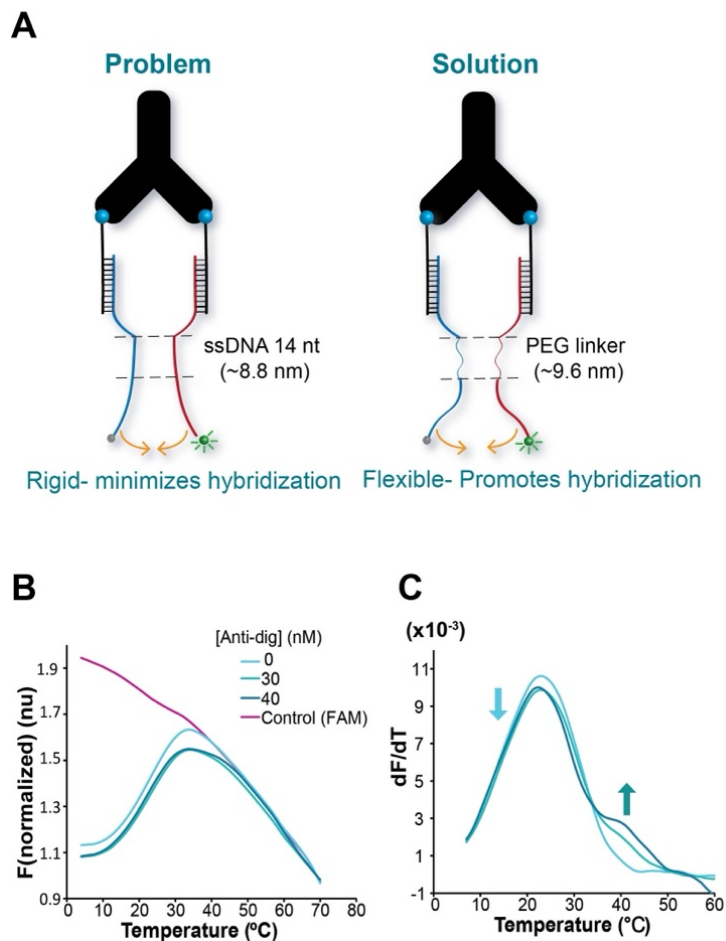 A
Problem
Solution
ssDNA 14 nt
(~8.8 nm)
PEG linker
(~9.6 nm)
Rigid- minimizes hybridization
Flexible- Promotes hybridization
B
[Anti-dig] (nM)
0
30
40
Control (FAM)
F(normalized) (nu)
1.9
1.7
1.5
1.3
1.1
0.9
0 10 20 30 40 50 60 70 80
Temperature (ºC)
C
(x10⁻³)
dF/dT
11
9
7
5
3
1
-1
0 10 20 30 40 50 60
Temperature (°C)